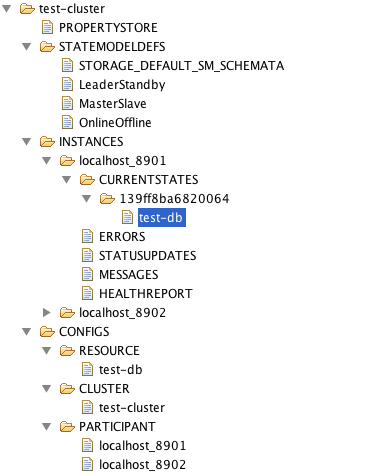 test-cluster
PROPERTYSTORE
STATEMODELDEFS
STORAGE_DEFAULT_SM_SCHEMATA
LeaderStandby
MasterSlave
OnlineOffline
INSTANCES
localhost_8901
CURRENTSTATES
139ff8ba6820064
test-db
ERRORS
STATUSUPDATES
MESSAGES
HEALTHREPORT
localhost_8902
CONFIGS
RESOURCE
test-db
CLUSTER
test-cluster
PARTICIPANT
localhost_8901
localhost_8902